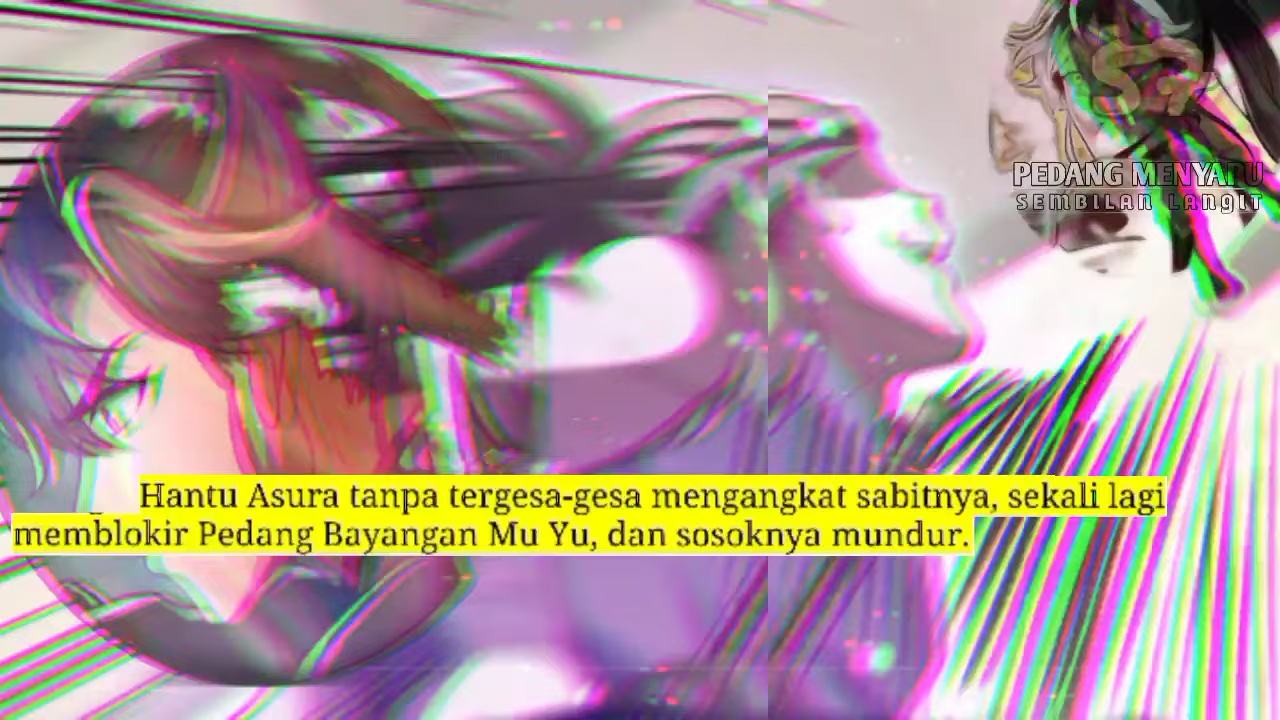 PEDANG MENYAPU
SEMBILAN LANGIT
Hantu Asura tanpa tergesa-gesa mengangkat sabitnya, sekali lagi
memblokir Pedang Bayangan Mu Yu, dan sosoknya mundur.